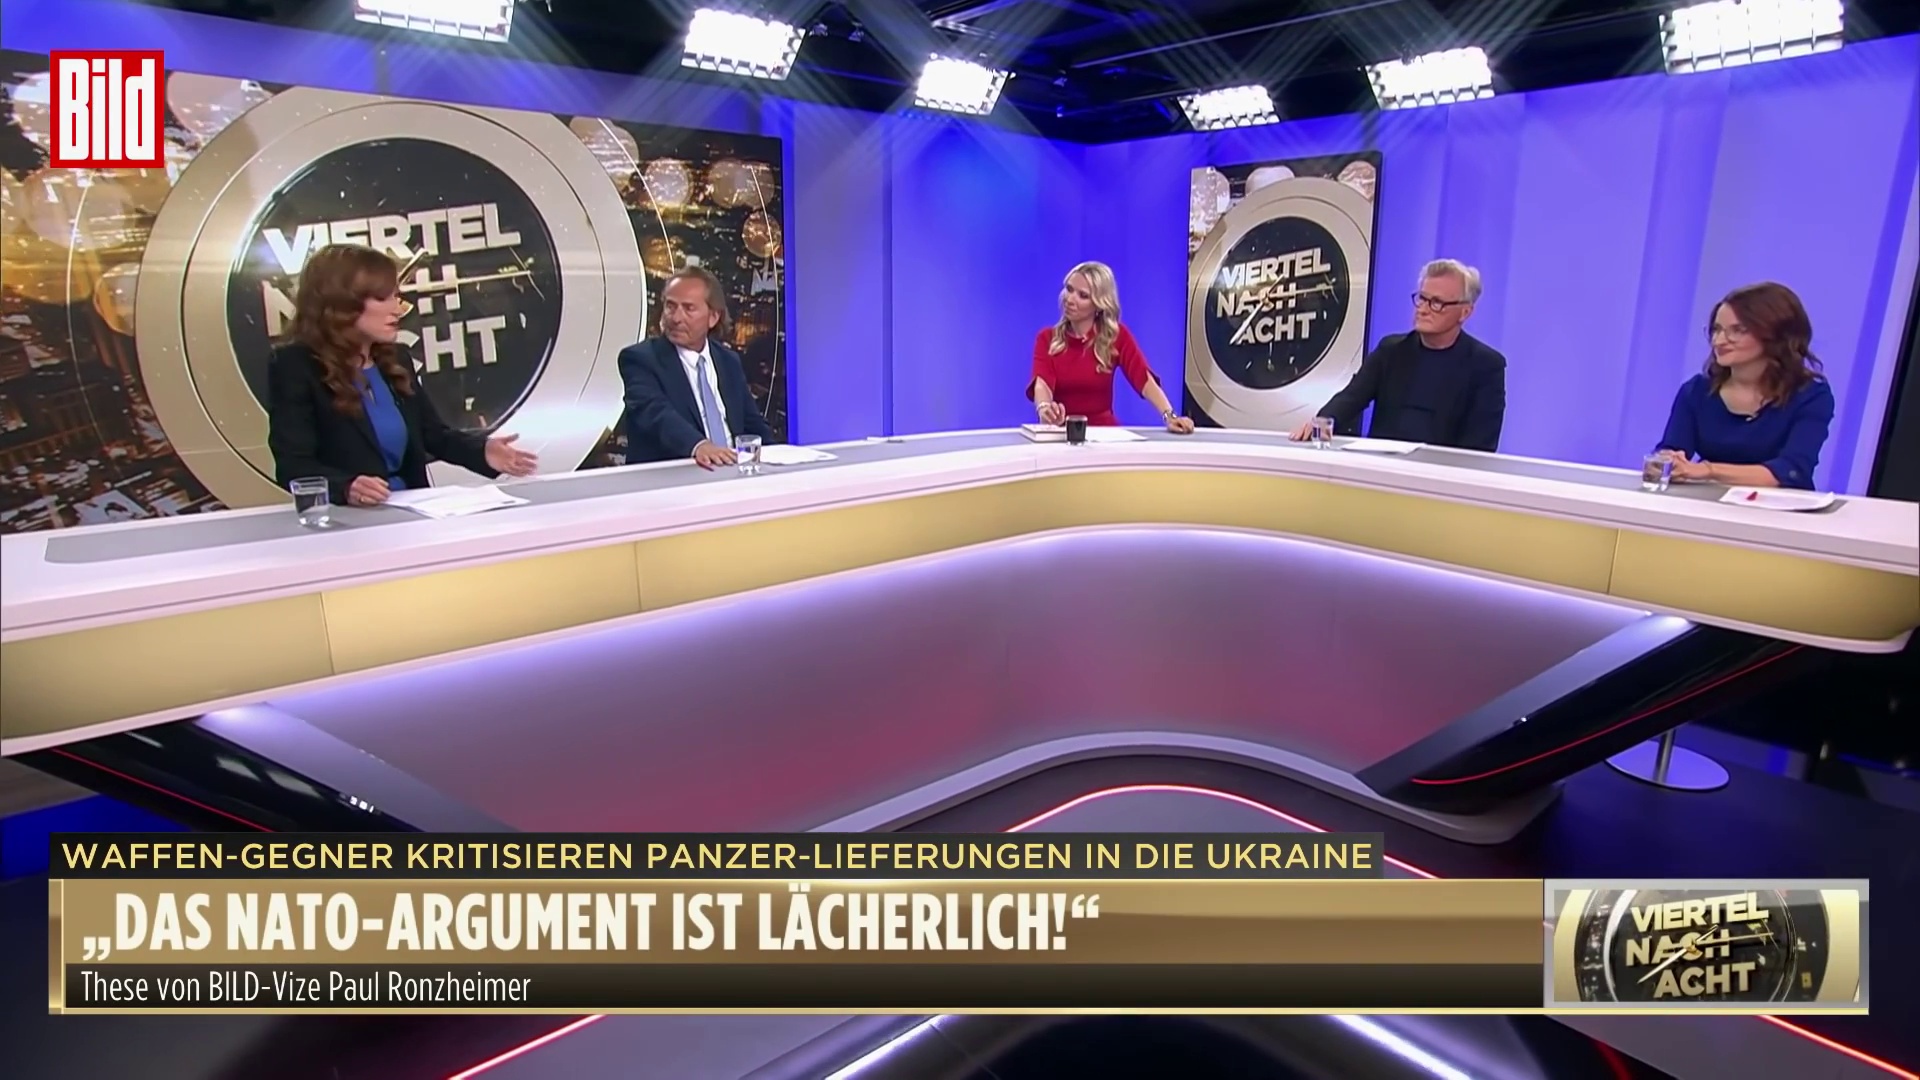 Bild
VIERTEL
NACH
ACHT
VIERTEL
NACH
ACHT
WAFFEN-GEGNER KRITISIEREN PANZER-LIEFERUNGEN IN DIE UKRAINE
„DAS NATO-ARGUMENT IST LÄCHERLICH!“
These von BILD-Vize Paul Ronzheimer
VIERTEL
NACH
ACHT